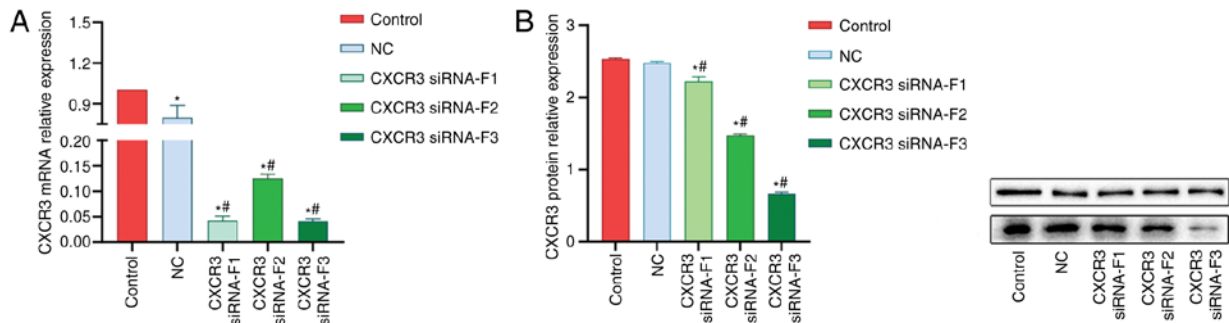 A
CXCR3 mRNA relative expression
1.5
1.2
0.9
0.20
0.15
0.10
0.05
0.00
*
*#
*#
*#
Control
NC
CXCR3
siRNA-F1
CXCR3
siRNA-F2
CXCR3
siRNA-F3
Control
NC
CXCR3 siRNA-F1
CXCR3 siRNA-F2
CXCR3 siRNA-F3
B
CXCR3 protein relative expression
3
2
1
0
*#
*#
*#
Control
NC
CXCR3
siRNA-F1
CXCR3
siRNA-F2
CXCR3
siRNA-F3
Control
NC
CXCR3 siRNA-F1
CXCR3 siRNA-F2
CXCR3 siRNA-F3
Control
NC
CXCR3
siRNA-F1
CXCR3
siRNA-F2
CXCR3
siRNA-F3